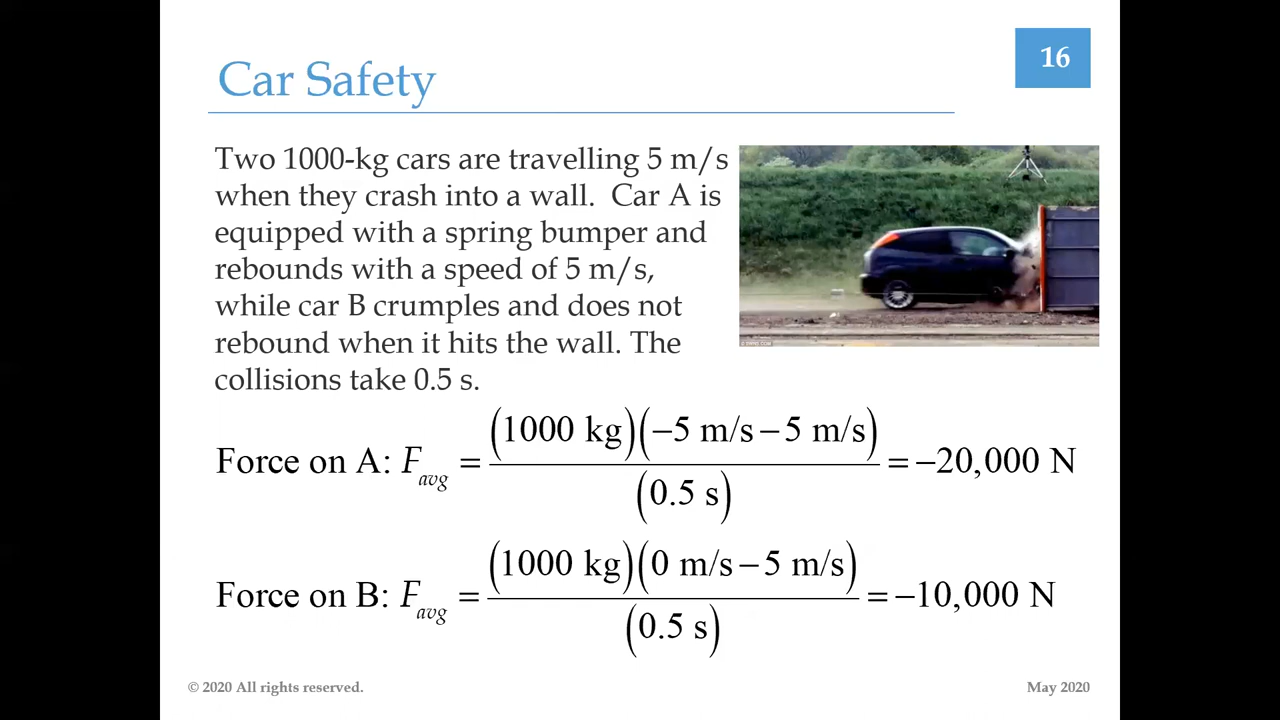 Car Safety
16
Two 1000-kg cars are travelling 5 m/s
when they crash into a wall.  Car A is
equipped with a spring bumper and
rebounds with a speed of 5 m/s,
while car B crumples and does not
rebound when it hits the wall. The
collisions take 0.5 s.
Force on A: F_avg = (1000 kg)(−5 m/s − 5 m/s) / (0.5 s) = −20,000 N
Force on B: F_avg = (1000 kg)(0 m/s − 5 m/s) / (0.5 s) = −10,000 N
© 2020 All rights reserved.
May 2020